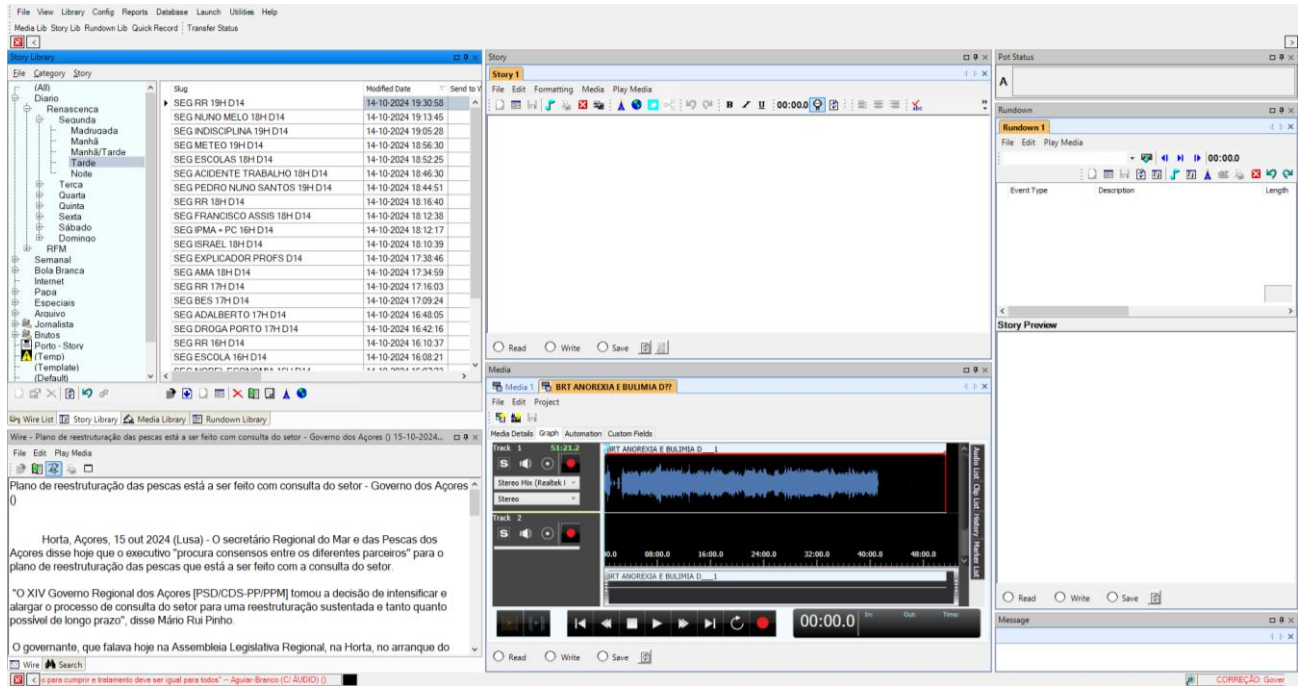 File View Library Config Reports Database Launch Utilities Help
Media Lib Story Lib Rundown Lib Quick Record Transfer Status
Story Library
File Category Story
(All)
Diario
Renascenca
Segunda
Madrugada
Manhã
Manhã/Tarde
Tarde
Noite
Terca
Quarta
Quinta
Sexta
Sábado
Domingo
RFM
Semanal
Bola Branca
Internet
Papa
Especiais
Arquivo
Jornalista
Brutos
Porto - Story
(Temp)
(Template)
(Default)
Slug Modified Date Send to V
SEG RR 19H D14 14-10-2024 19:30:58
SEG NUNO MELO 18H D14 14-10-2024 19:13:45
SEG INDISCIPLINA 19H D14 14-10-2024 19:05:28
SEG METEO 19H D14 14-10-2024 18:56:30
SEG ESCOLAS 18H D14 14-10-2024 18:52:25
SEG ACIDENTE TRABALHO 18H D14 14-10-2024 18:46:30
SEG PEDRO NUNO SANTOS 19H D14 14-10-2024 18:44:51
SEG RR 18H D14 14-10-2024 18:16:40
SEG FRANCISCO ASSIS 18H D14 14-10-2024 18:12:38
SEG IPMA + PC 16H D14 14-10-2024 18:12:17
SEG ISRAEL 18H D14 14-10-2024 18:10:39
SEG EXPLICADOR PROFS D14 14-10-2024 17:38:46
SEG AMA 18H D14 14-10-2024 17:34:59
SEG RR 17H D14 14-10-2024 17:16:03
SEG BES 17H D14 14-10-2024 17:09:24
SEG ADALBERTO 17H D14 14-10-2024 16:48:05
SEG DROGA PORTO 17H D14 14-10-2024 16:42:16
SEG RR 16H D14 14-10-2024 16:10:37
SEG ESCOLA 16H D14 14-10-2024 16:08:21
Wire List Story Library Media Library Rundown Library
Wire - Plano de reestruturação das pescas está a ser feito com consulta do setor - Governo dos Açores () 15-10-2024...
File Edit Play Media
Plano de reestruturação das pescas está a ser feito com consulta do setor - Governo dos Açores
()
Horta, Açores, 15 out 2024 (Lusa) - O secretário Regional do Mar e das Pescas dos
Açores disse hoje que o executivo "procura consensos entre os diferentes parceiros" para o
plano de reestruturação das pescas que está a ser feito com a consulta do setor.
"O XIV Governo Regional dos Açores [PSD/CDS-PP/PPM] tomou a decisão de intensificar e
alargar o processo de consulta do setor para uma reestruturação sustentada e tanto quanto
possível de longo prazo", disse Mário Rui Pinho.
O governante, que falava hoje na Assembleia Legislativa Regional, na Horta, no arranque do
Wire Search
Story
Story 1
File Edit Formatting Media Play Media
B I U 00:00.0
Read Write Save
Media
Media 1 BRT ANOREXIA E BULIMIA D??
File Edit Project
Media Details Graph Automation Custom Fields
Track 1 51:21.2
S
Stereo Mix (Realtek
Stereo
Track 2
S
BRT ANOREXIA E BULIMIA D___1
00.0 08:00.0 16:00.0 24:00.0 32:00.0 40:00.0 48:00.0
BRT ANOREXIA E BULIMIA D___1
Audio List Clip List History Marker List
00:00.0 In: Out: Time:
Read Write Save
Pot Status
A
Rundown
Rundown 1
File Edit Play Media
00:00.0
Event Type Description Length
Story Preview
Read Write Save
Message
o para cumprir e tratamento deve ser igual para todos" -- Aguiar-Branco (C/ ÁUDIO) ()
CORREÇÃO: Gover